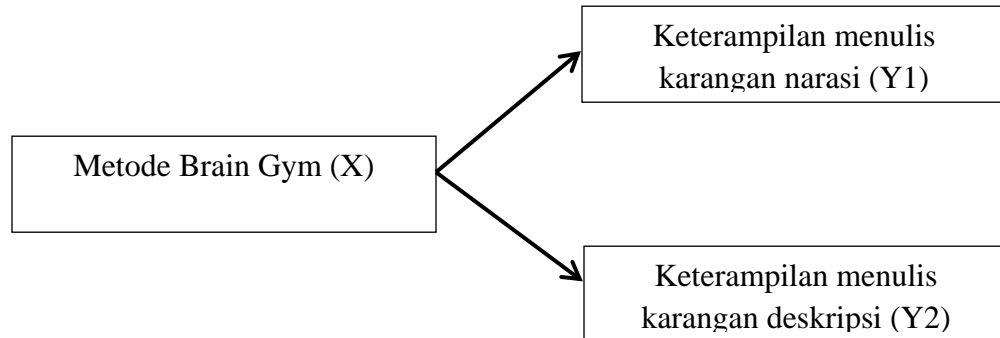 Keterampilan menulis
karangan narasi (Y1)
Metode Brain Gym (X)
Keterampilan menulis
karangan deskripsi (Y2)